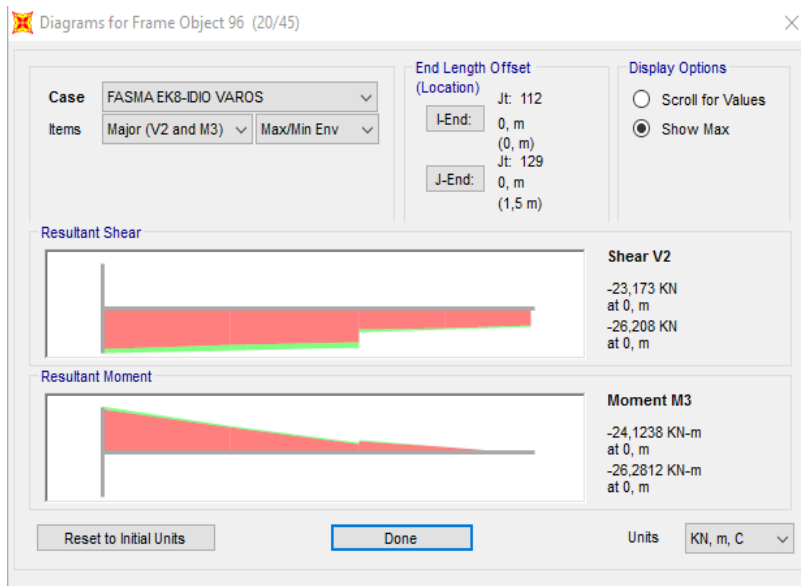 Diagrams for Frame Object 96 (20/45)
Case FASMA EK8-IDIO VAROS
Items Major (V2 and M3) Max/Min Env
End Length Offset
(Location)
Jt: 112
I-End: 0, m
(0, m)
Jt: 129
J-End: 0, m
(1,5 m)
Display Options
Scroll for Values
Show Max
Resultant Shear
Shear V2
-23,173 KN
at 0, m
-26,208 KN
at 0, m
Resultant Moment
Moment M3
-24,1238 KN-m
at 0, m
-26,2812 KN-m
at 0, m
Reset to Initial Units
Done
Units KN, m, C